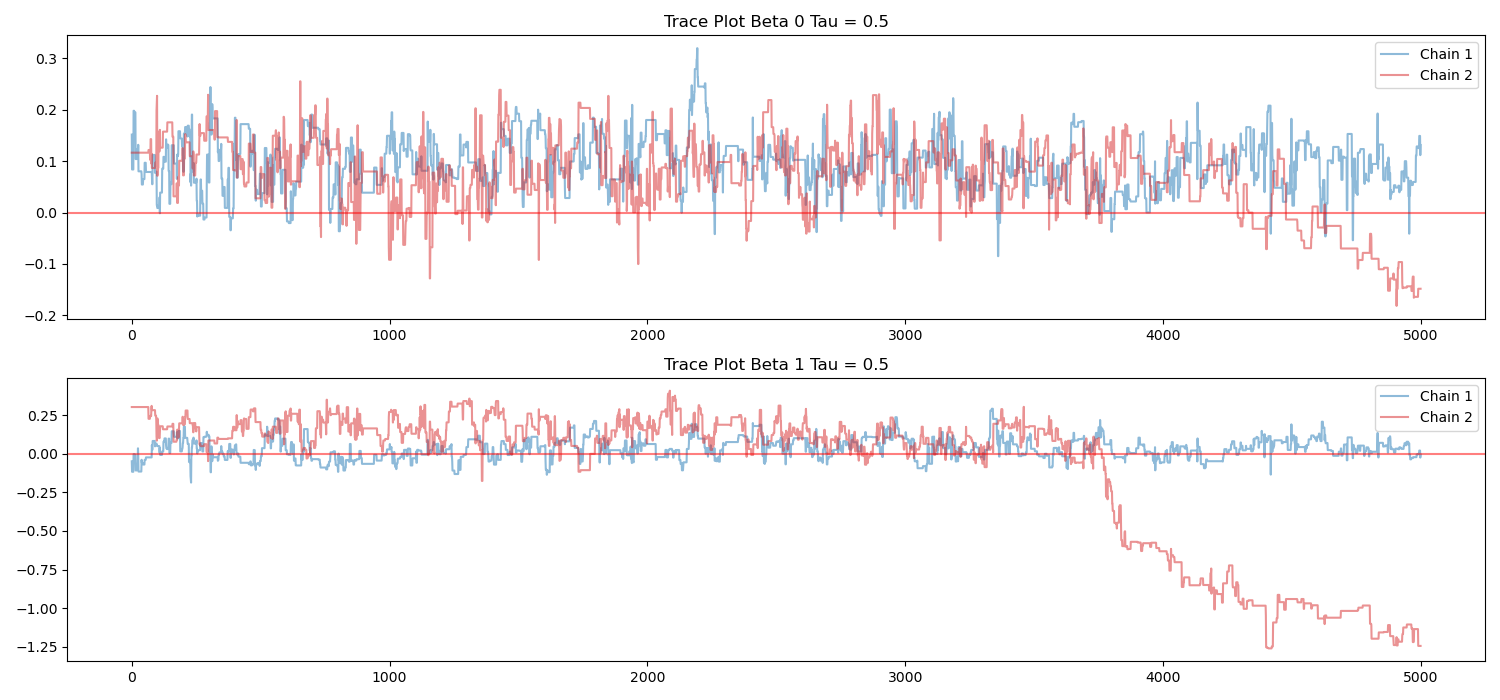 Trace Plot Beta 0 Tau = 0.5
Chain 1
Chain 2
0.3
0.2
0.1
0.0
−0.1
−0.2
0 1000 2000 3000 4000 5000
Trace Plot Beta 1 Tau = 0.5
Chain 1
Chain 2
0.25
0.00
−0.25
−0.50
−0.75
−1.00
−1.25
0 1000 2000 3000 4000 5000